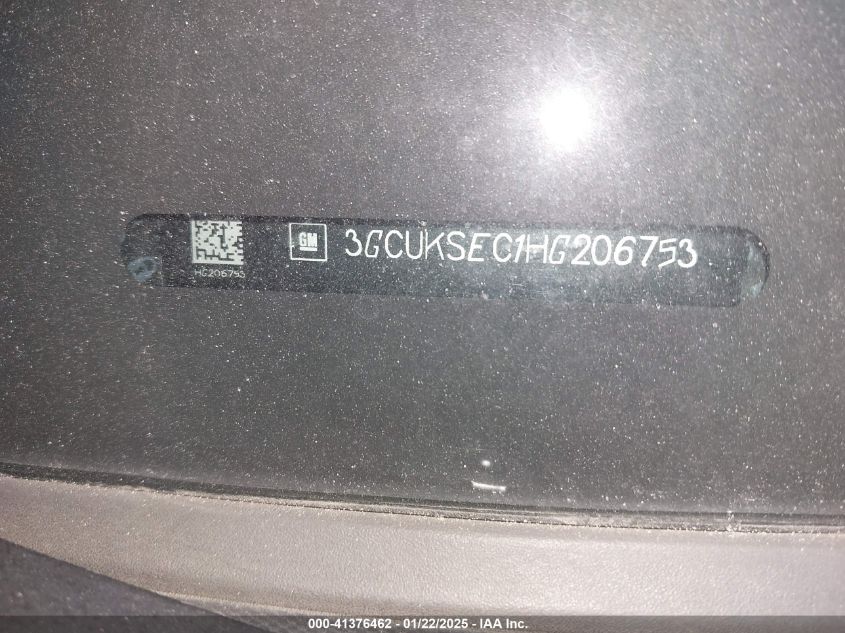 GM 3GCUKSEC1HG206753
HG206753
000-41376462 - 01/22/2025 - IAA Inc.